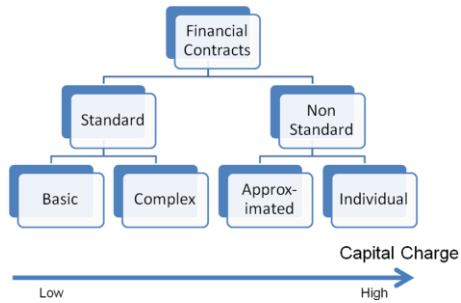 Financial
Contracts
Standard
Non
Standard
Basic
Complex
Approx-
imated
Individual
Capital Charge
Low
High